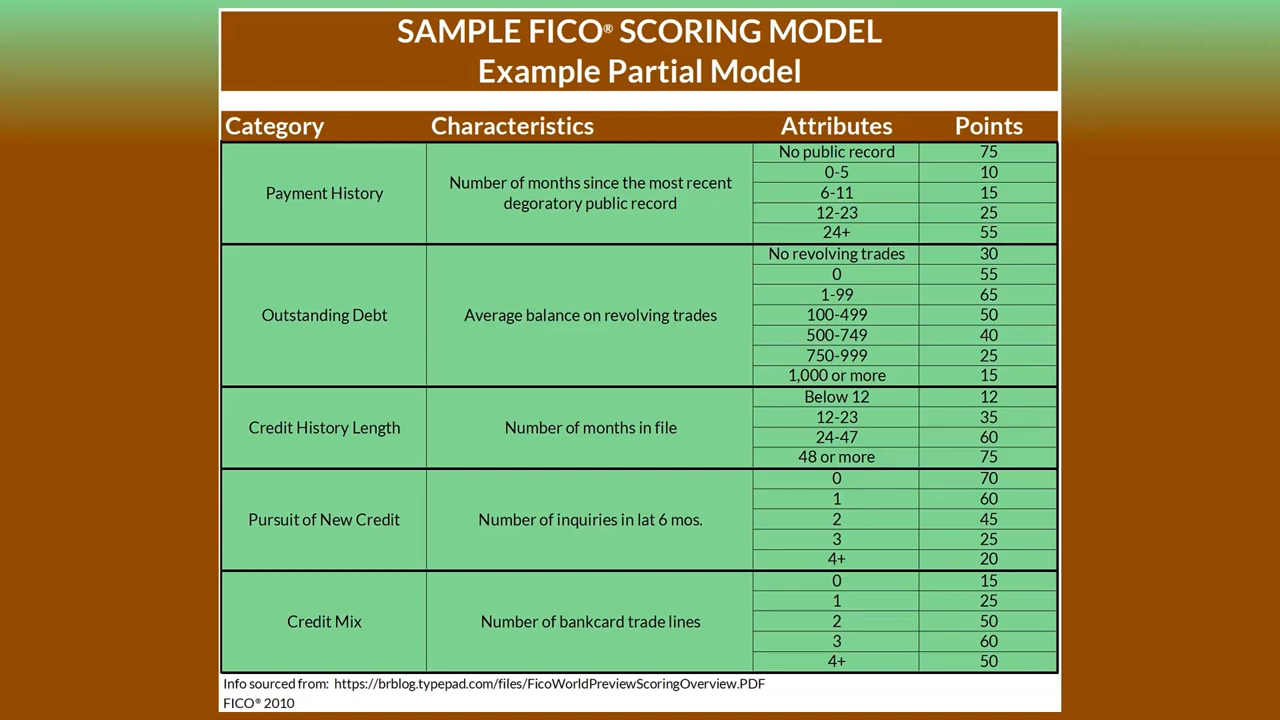 SAMPLE FICO® SCORING MODEL
Example Partial Model
Category Characteristics Attributes Points
Payment History
Number of months since the most recent
degoratory public record
No public record 75
0-5 10
6-11 15
12-23 25
24+ 55
Outstanding Debt
Average balance on revolving trades
No revolving trades 30
0 55
1-99 65
100-499 50
500-749 40
750-999 25
1,000 or more 15
Credit History Length
Number of months in file
Below 12 12
12-23 35
24-47 60
48 or more 75
Pursuit of New Credit
Number of inquiries in lat 6 mos.
0 70
1 60
2 45
3 25
4+ 20
Credit Mix
Number of bankcard trade lines
0 15
1 25
2 50
3 60
4+ 50
Info sourced from: https://brblog.typepad.com/files/FicoWorldPreviewScoringOverview.PDF
FICO® 2010